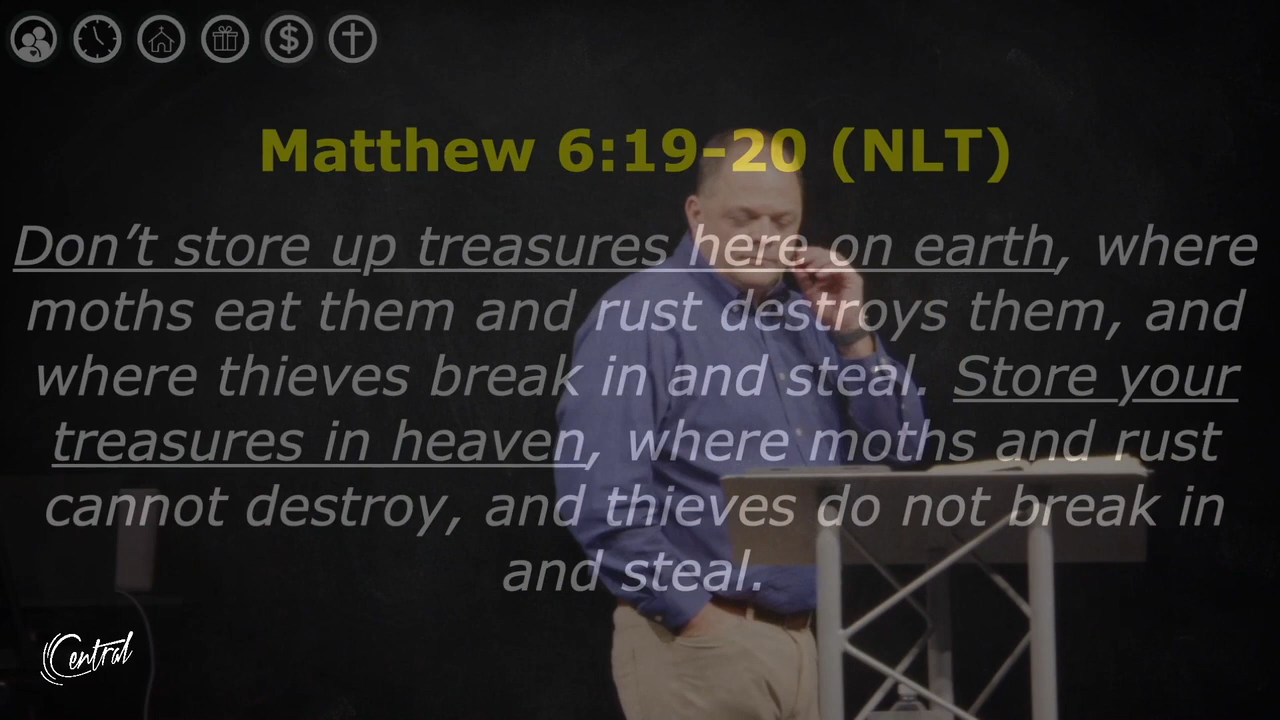 Matthew 6:19-20 (NLT)
Don’t store up treasures here on earth, where
moths eat them and rust destroys them, and
where thieves break in and steal. Store your
treasures in heaven, where moths and rust
cannot destroy, and thieves do not break in
and steal.
Central